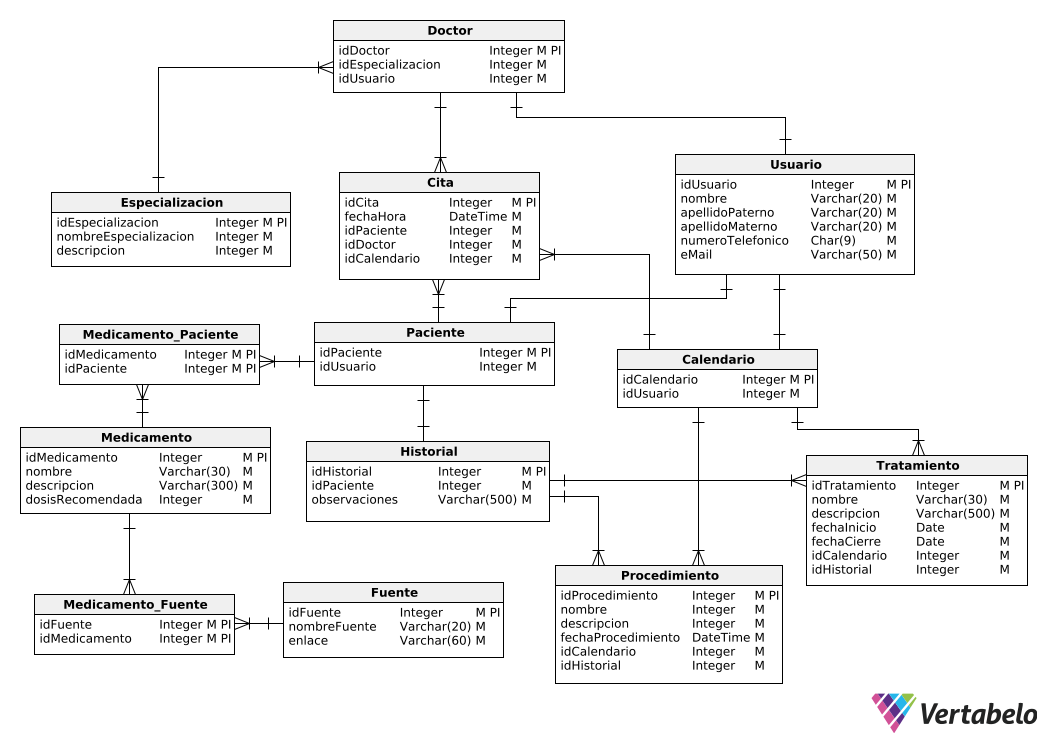 Doctor
idDoctor Integer M PI
idEspecializacion Integer M
idUsuario Integer M
Usuario
idUsuario Integer M PI
nombre Varchar(20) M
apellidoPaterno Varchar(20) M
apellidoMaterno Varchar(20) M
numeroTelefonico Char(9) M
eMail Varchar(50) M
Cita
idCita Integer M PI
fechaHora DateTime M
idPaciente Integer M
idDoctor Integer M
idCalendario Integer M
Especializacion
idEspecializacion Integer M PI
nombreEspecializacion Integer M
descripcion Integer M
Medicamento_Paciente
idMedicamento Integer M PI
idPaciente Integer M PI
Paciente
idPaciente Integer M PI
idUsuario Integer M
Calendario
idCalendario Integer M PI
idUsuario Integer M
Medicamento
idMedicamento Integer M PI
nombre Varchar(30) M
descripcion Varchar(300) M
dosisRecomendada Integer M
Historial
idHistorial Integer M PI
idPaciente Integer M
observaciones Varchar(500) M
Tratamiento
idTratamiento Integer M PI
nombre Varchar(30) M
descripcion Varchar(500) M
fechaInicio Date M
fechaCierre Date M
idCalendario Integer M
idHistorial Integer M
Procedimiento
idProcedimiento Integer M PI
nombre Integer M
descripcion Integer M
fechaProcedimiento DateTime M
idCalendario Integer M
idHistorial Integer M
Fuente
idFuente Integer M PI
nombreFuente Varchar(20) M
enlace Varchar(60) M
Medicamento_Fuente
idFuente Integer M PI
idMedicamento Integer M PI
Vertabelo